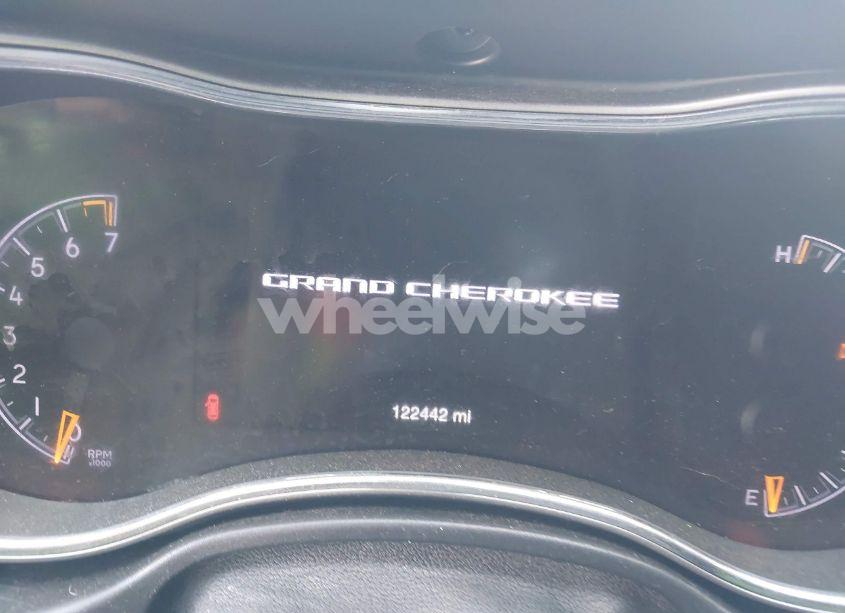 7
6
5
4
3
2
1
0
RPM
x1000
GRAND CHEROKEE
wheelwise
122442 mi
H
E